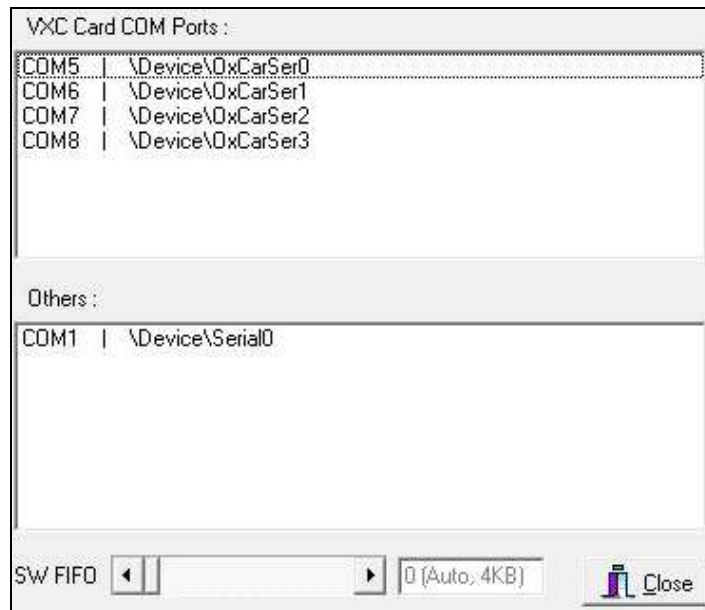 VXC Card COM Ports :
COM5 | \Device\OxCarSer0
COM6 | \Device\OxCarSer1
COM7 | \Device\OxCarSer2
COM8 | \Device\OxCarSer3
Others :
COM1 | \Device\Serial0
SW FIFO 0 (Auto, 4KB) Close